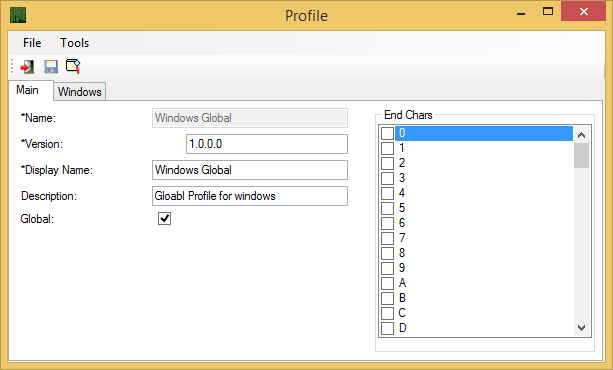 Profile
File Tools
Main Windows
*Name: Windows Global
*Version: 1.0.0.0
*Display Name: Windows Global
Description: Gloabl Profile for windows
Global:
End Chars
0
1
2
3
4
5
6
7
8
9
A
B
C
D